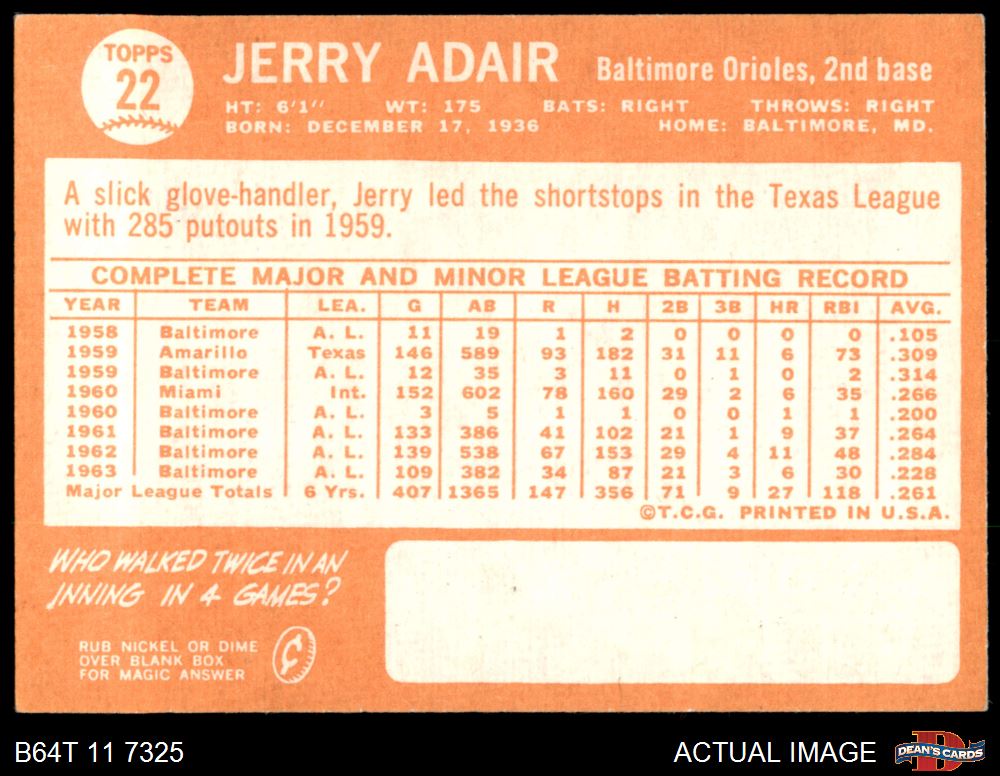 TOPPS
22
JERRY ADAIR Baltimore Orioles, 2nd base
HT: 6'1" WT: 175 BATS: RIGHT THROWS: RIGHT
BORN: DECEMBER 17, 1936 HOME: BALTIMORE, MD.
A slick glove-handler, Jerry led the shortstops in the Texas League
with 285 putouts in 1959.
COMPLETE MAJOR AND MINOR LEAGUE BATTING RECORD
YEAR TEAM LEA. G AB R H 2B 3B HR RBI AVG.
1958 Baltimore A. L. 11 19 1 2 0 0 0 0 .105
1959 Amarillo Texas 146 589 93 182 31 11 6 73 .309
1959 Baltimore A. L. 12 35 3 11 0 1 0 2 .314
1960 Miami Int. 152 602 78 160 29 2 6 35 .266
1960 Baltimore A. L. 3 5 1 1 0 0 1 1 .200
1961 Baltimore A. L. 133 386 41 102 21 1 9 37 .264
1962 Baltimore A. L. 139 538 67 153 29 4 11 48 .284
1963 Baltimore A. L. 109 382 34 87 21 3 6 30 .228
Major League Totals 6 Yrs. 407 1365 147 356 71 9 27 118 .261
©T.C.G. PRINTED IN U.S.A.
WHO WALKED TWICE IN AN
INNING IN 4 GAMES?
RUB NICKEL OR DIME
OVER BLANK BOX
FOR MAGIC ANSWER
B64T 11 7325 ACTUAL IMAGE DEAN'S CARDS